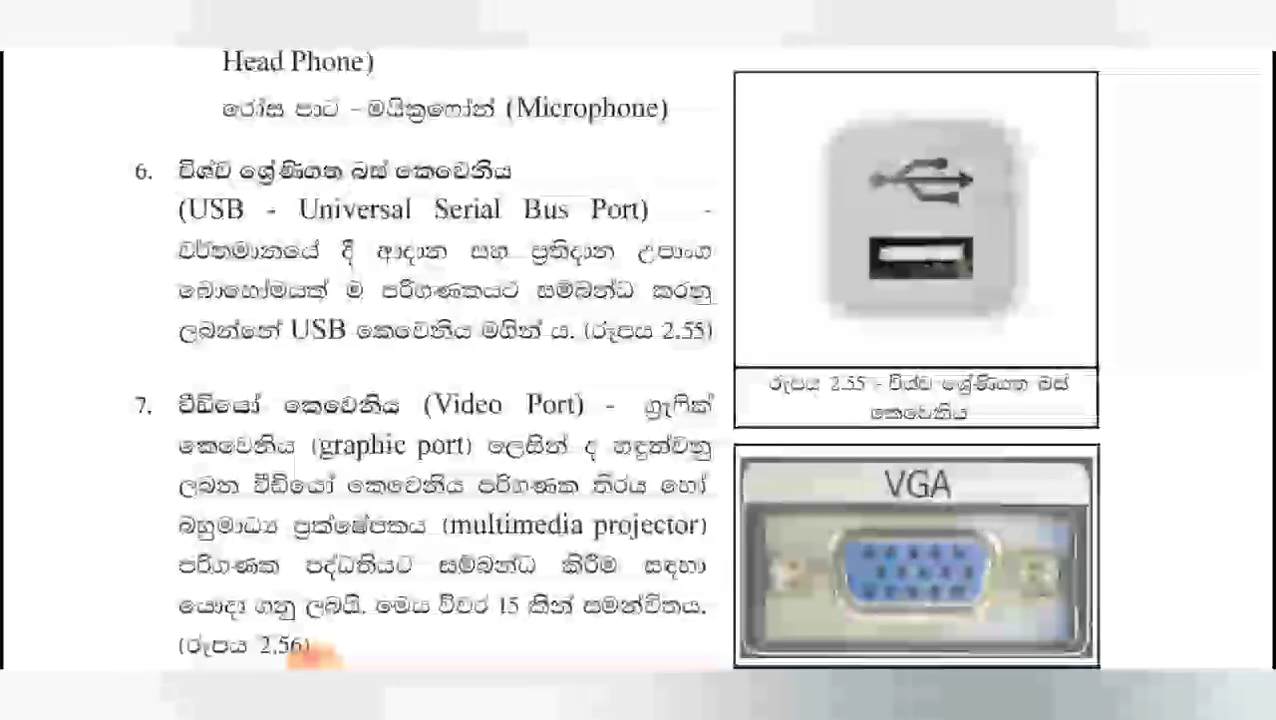 Head Phone)
රෝස පාට – මයික්‍රෆෝන් (Microphone)
6. විශ්ව ශ්‍රේණිගත බස් කෙවෙනිය
(USB - Universal Serial Bus Port) -
වර්තමානයේ දී ආදාන සහ ප්‍රතිදාන උපාංග
බොහෝමයක් ම පරිගණකයට සම්බන්ධ කරනු
ලබන්නේ USB කෙවෙනිය මගින් ය. (රූපය 2.55)
රූපය 2.55 - විශ්ව ශ්‍රේණිගත බස්
කෙවෙනිය
7. වීඩියෝ කෙවෙනිය (Video Port) - ග්‍රැෆික්
කෙවෙනිය (graphic port) ලෙසින් ද හඳුන්වනු
ලබන වීඩියෝ කෙවෙනිය පරිගණක තිරය හෝ
බහුමාධ්‍ය ප්‍රක්ෂේපකය (multimedia projector)
පරිගණක පද්ධතියට සම්බන්ධ කිරීම සඳහා
යොදා ගනු ලබයි. මෙය විවර 15 කින් සමන්විතය.
(රූපය 2.56)
VGA